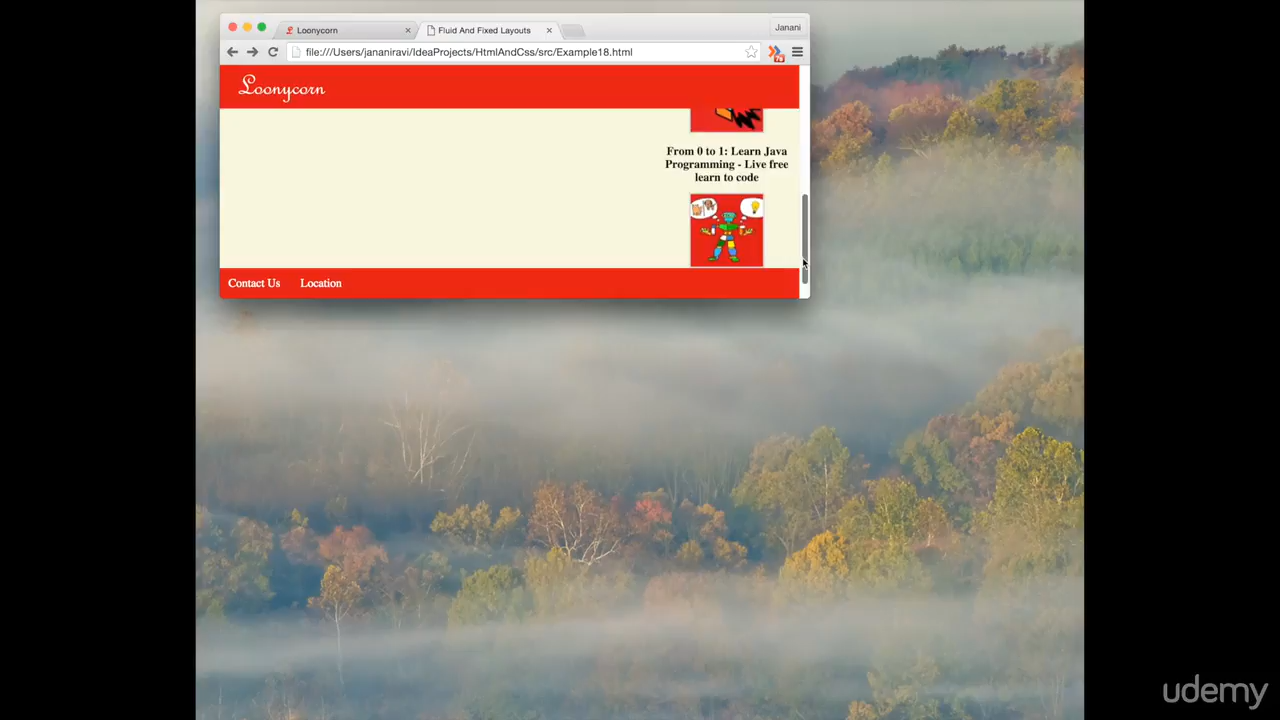 Loonycorn
Fluid And Fixed Layouts
Janani
file:///Users/jananiravi/IdeaProjects/HtmlAndCss/src/Example18.html
Loonycorn
From 0 to 1: Learn Java
Programming - Live free
learn to code
Contact Us
Location
udemy